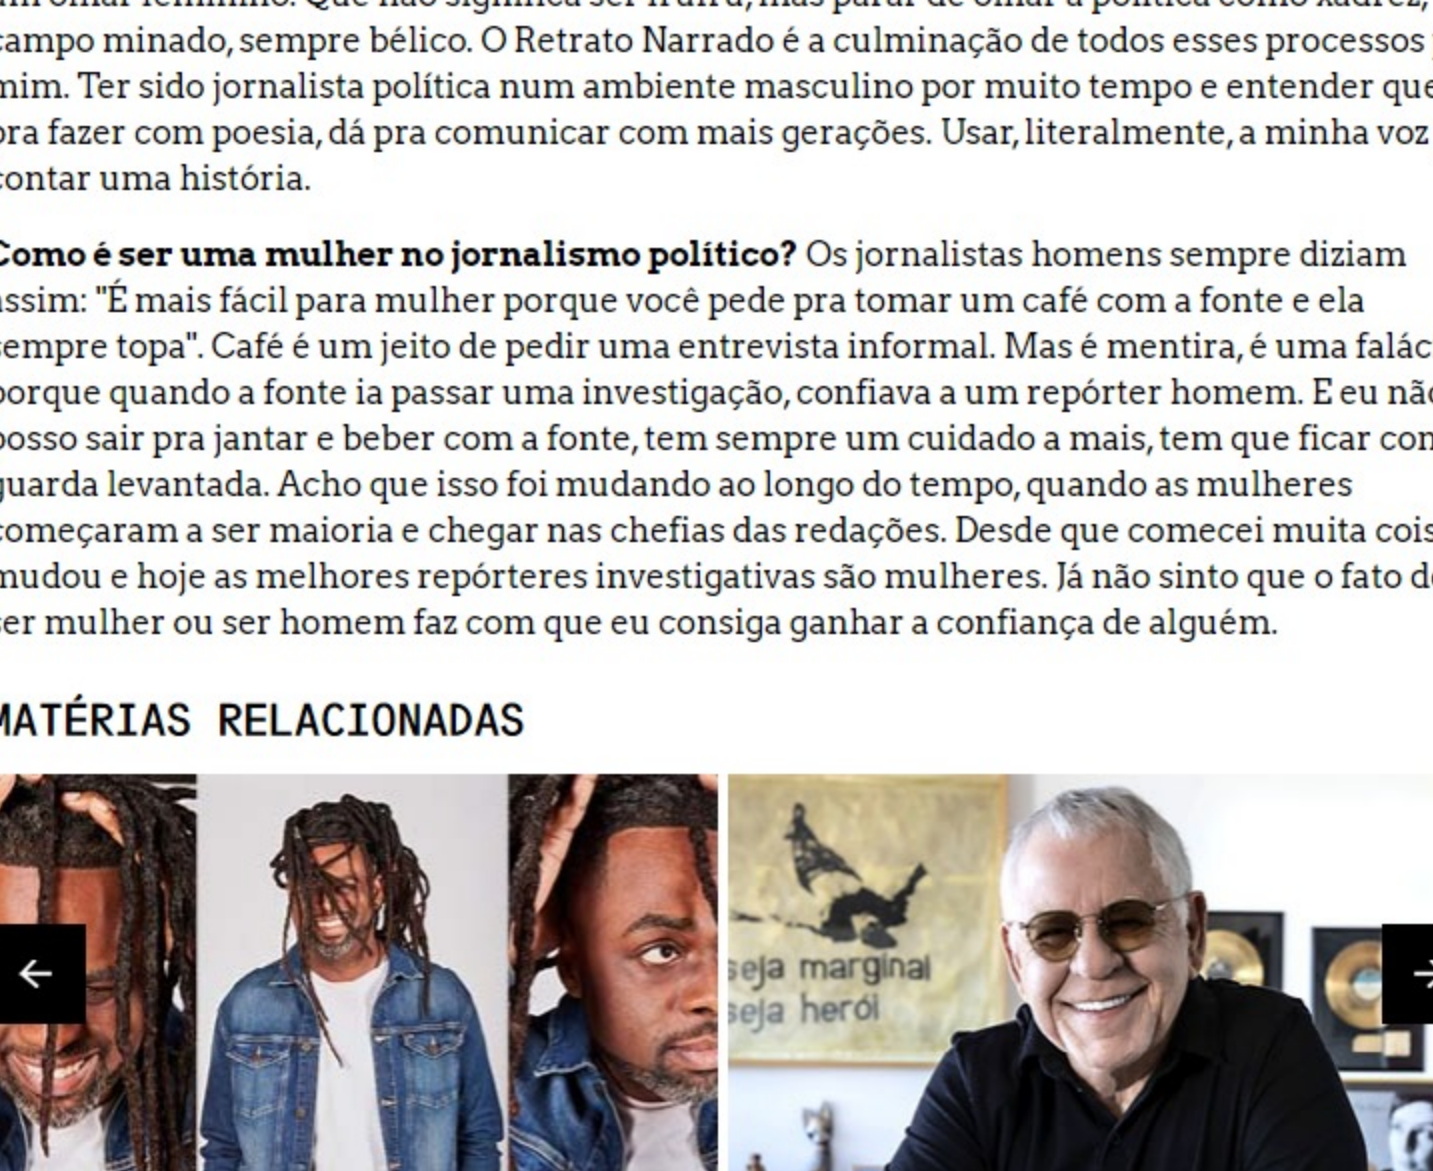 campo minado, sempre bélico. O Retrato Narrado é a culminação de todos esses processos
mim. Ter sido jornalista política num ambiente masculino por muito tempo e entender que
pra fazer com poesia, dá pra comunicar com mais gerações. Usar, literalmente, a minha voz
contar uma história.
Como é ser uma mulher no jornalismo político? Os jornalistas homens sempre diziam
assim: "É mais fácil para mulher porque você pede pra tomar um café com a fonte e ela
sempre topa". Café é um jeito de pedir uma entrevista informal. Mas é mentira, é uma falác
porque quando a fonte ia passar uma investigação, confiava a um repórter homem. E eu não
posso sair pra jantar e beber com a fonte, tem sempre um cuidado a mais, tem que ficar com
guarda levantada. Acho que isso foi mudando ao longo do tempo, quando as mulheres
começaram a ser maioria e chegar nas chefias das redações. Desde que comecei muita cois
mudou e hoje as melhores repórteres investigativas são mulheres. Já não sinto que o fato de
ser mulher ou ser homem faz com que eu consiga ganhar a confiança de alguém.
MATÉRIAS RELACIONADAS
seja marginal
seja herói